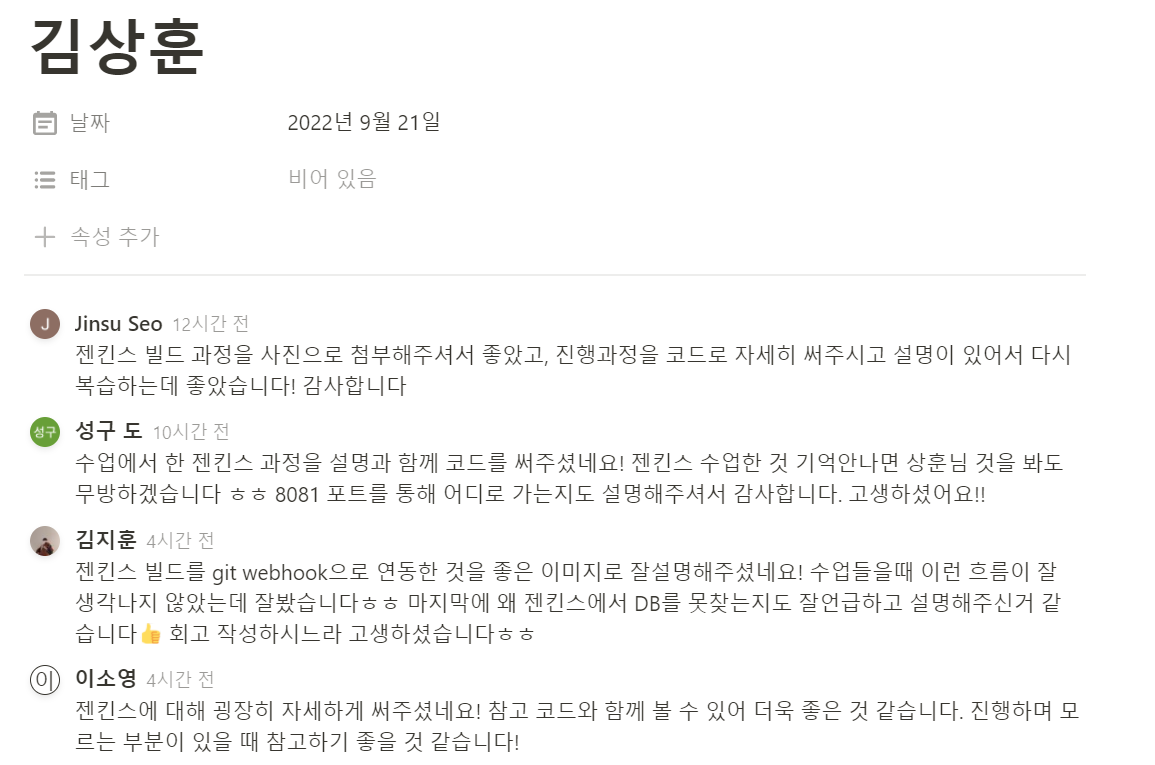 김상훈
날짜 2022년 9월 21일
태그 비어 있음
속성 추가
J Jinsu Seo 12시간 전
젠킨스 빌드 과정을 사진으로 첨부해주셔서 좋았고, 진행과정을 코드로 자세히 써주시고 설명이 있어서 다시
복습하는데 좋았습니다! 감사합니다
성구 성구 도 10시간 전
수업에서 한 젠킨스 과정을 설명과 함께 코드를 써주셨네요! 젠킨스 수업한 것 기억안나면 상훈님 것을 봐도
무방하겠습니다 ㅎㅎ 8081 포트를 통해 어디로 가는지도 설명해주셔서 감사합니다. 고생하셨어요!!
김지훈 4시간 전
젠킨스 빌드를 git webhook으로 연동한 것을 좋은 이미지로 잘설명해주셨네요! 수업들을때 이런 흐름이 잘
생각나지 않았는데 잘봤습니다ㅎㅎ 마지막에 왜 젠킨스에서 DB를 못찾는지도 잘언급하고 설명해주신거 같
습니다👍 회고 작성하시느라 고생하셨습니다ㅎㅎ
이 이소영 4시간 전
젠킨스에 대해 굉장히 자세하게 써주셨네요! 참고 코드와 함께 볼 수 있어 더욱 좋은 것 같습니다. 진행하며 모
르는 부분이 있을 때 참고하기 좋을 것 같습니다!